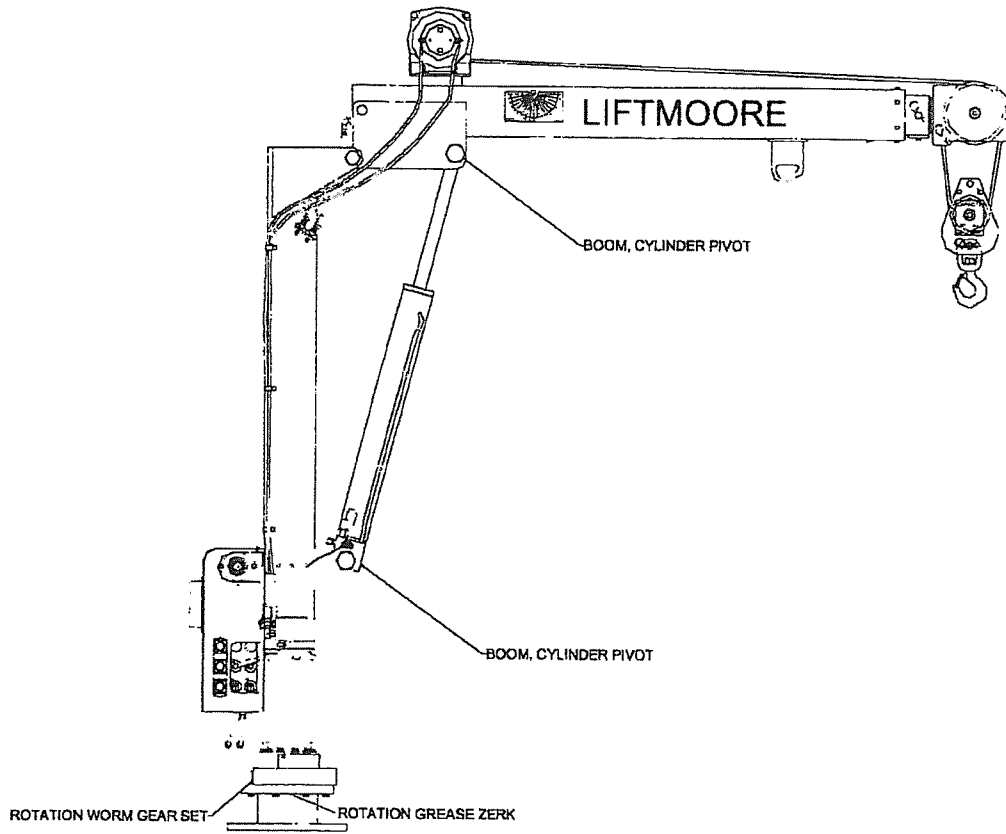 LIFTMOORE
BOOM, CYLINDER PIVOT
BOOM, CYLINDER PIVOT
ROTATION WORM GEAR SET
ROTATION GREASE ZERK